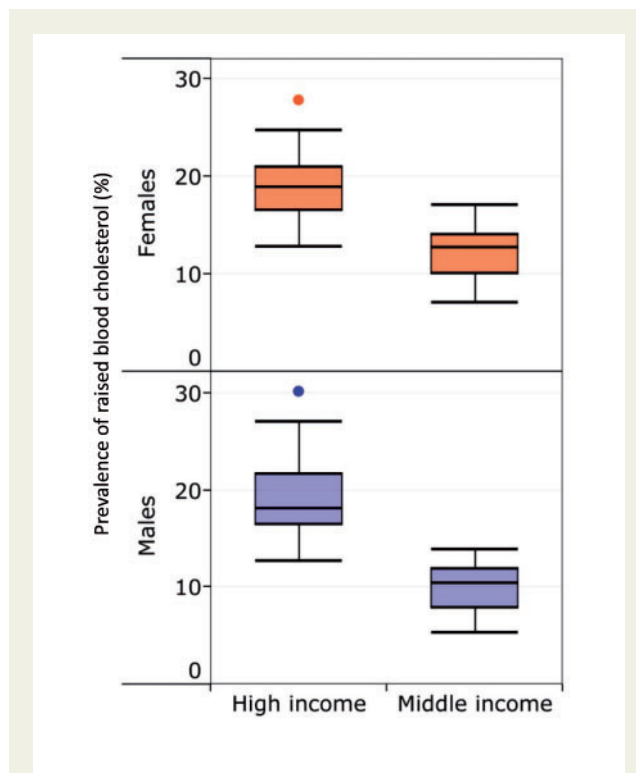 Prevalence of raised blood cholesterol (%)
Females
30
20
10
0
Males
30
20
10
0
High income
Middle income